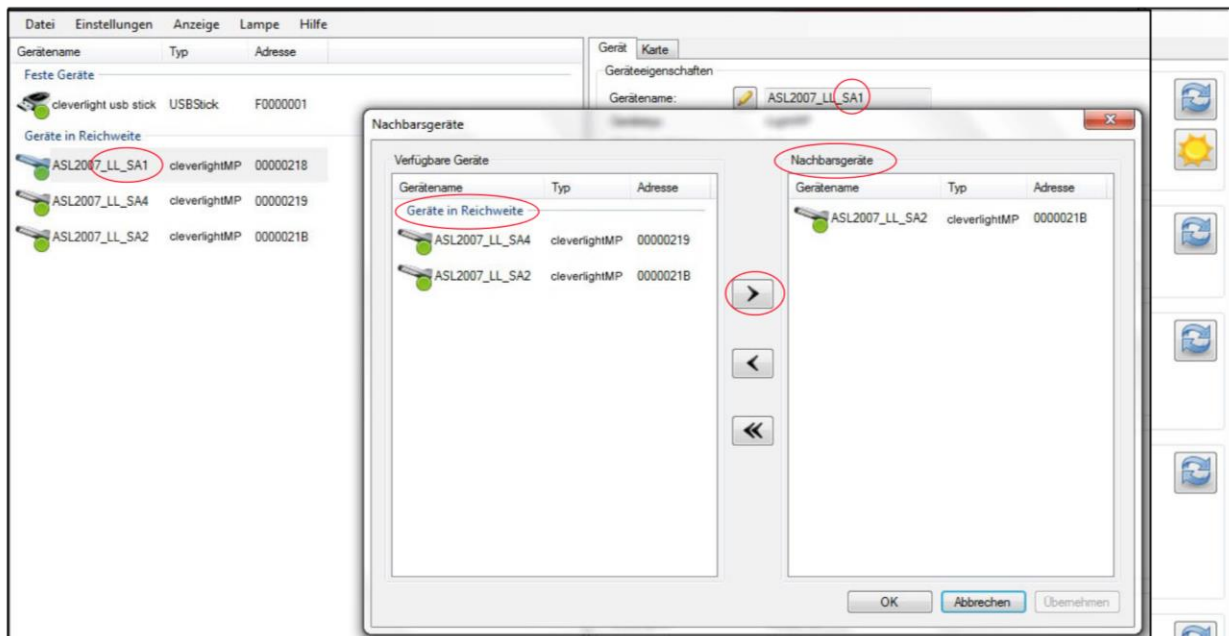 Datei Einstellungen Anzeige Lampe Hilfe
Gerätename Typ Adresse
Feste Geräte
cleverlight usb stick USBStick F0000001
Geräte in Reichweite
ASL2007_LL_SA1 cleverlightMP 00000218
ASL2007_LL_SA4 cleverlightMP 00000219
ASL2007_LL_SA2 cleverlightMP 0000021B
Gerät Karte
Geräteeigenschaften
Gerätename: ASL2007_LL_SA1
Nachbarsgeräte
Verfügbare Geräte
Gerätename Typ Adresse
Geräte in Reichweite
ASL2007_LL_SA4 cleverlightMP 00000219
ASL2007_LL_SA2 cleverlightMP 0000021B
Nachbarsgeräte
Gerätename Typ Adresse
ASL2007_LL_SA2 cleverlightMP 0000021B
OK Abbrechen Übernehmen